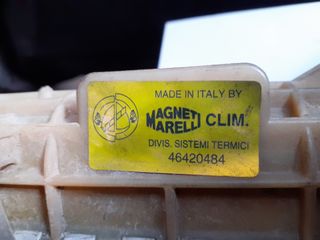 MADE IN ITALY BY
MAGNETI
MARELLI CLIM.
DIVIS. SISTEMI TERMICI
46420484